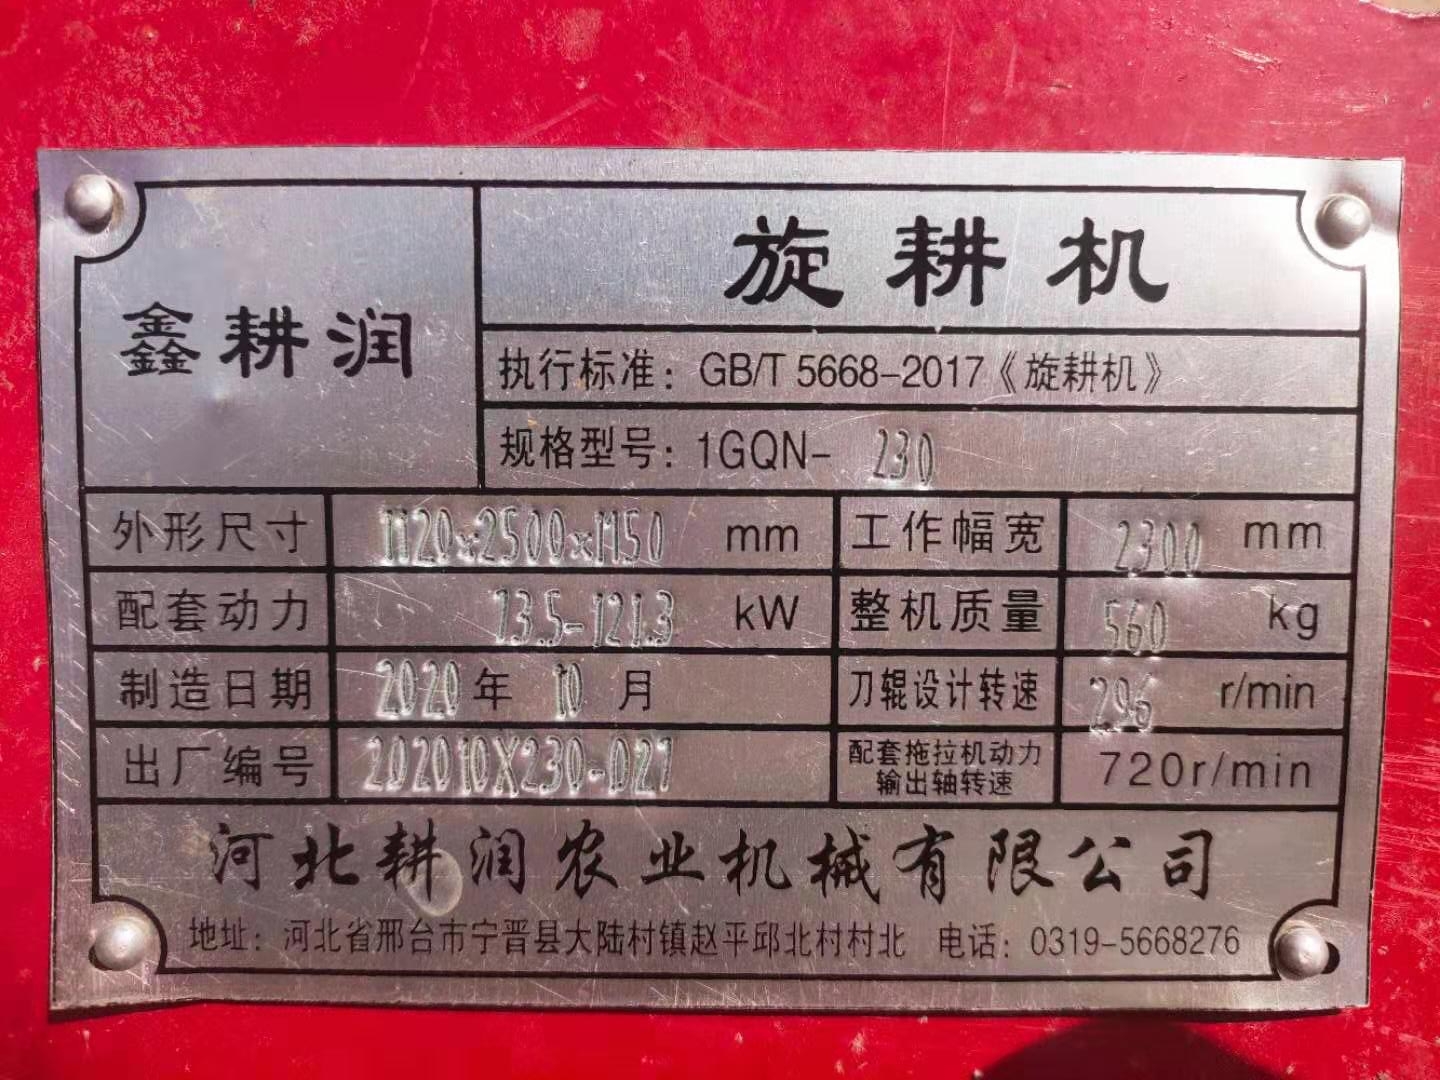 鑫耕润
旋耕机
执行标准：GB/T 5668-2017《旋耕机》
规格型号：1GQN-230
外形尺寸 1120×2500×1150 mm 工作幅宽 2300 mm
配套动力 73.5-121.3 kW 整机质量 560 kg
制造日期 2020年 10月 刀辊设计转速 296 r/min
出厂编号 202010X230-027 配套拖拉机动力输出轴转速 720r/min
河北耕润农业机械有限公司
地址：河北省邢台市宁晋县大陆村镇赵平邱北村村北 电话：0319-5668276